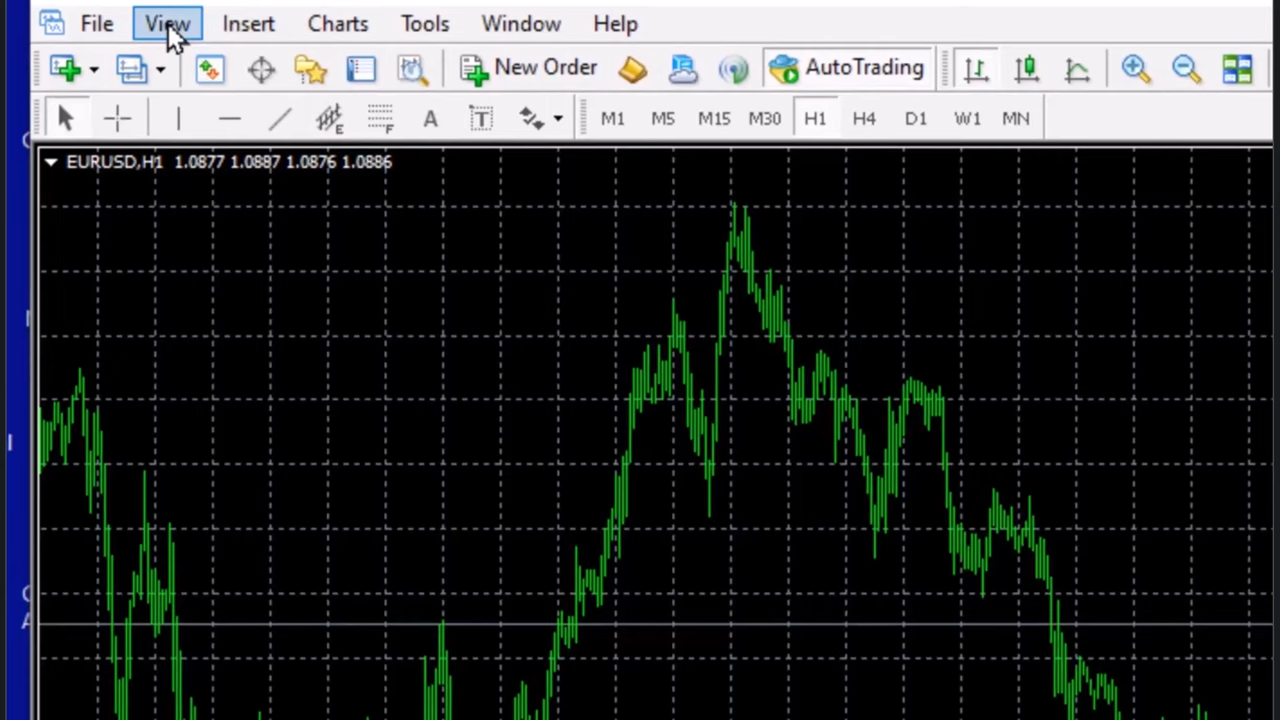 File View Insert Charts Tools Window Help
New Order AutoTrading
E F A T M1 M5 M15 M30 H1 H4 D1 W1 MN
EURUSD,H1 1.0877 1.0887 1.0876 1.0886